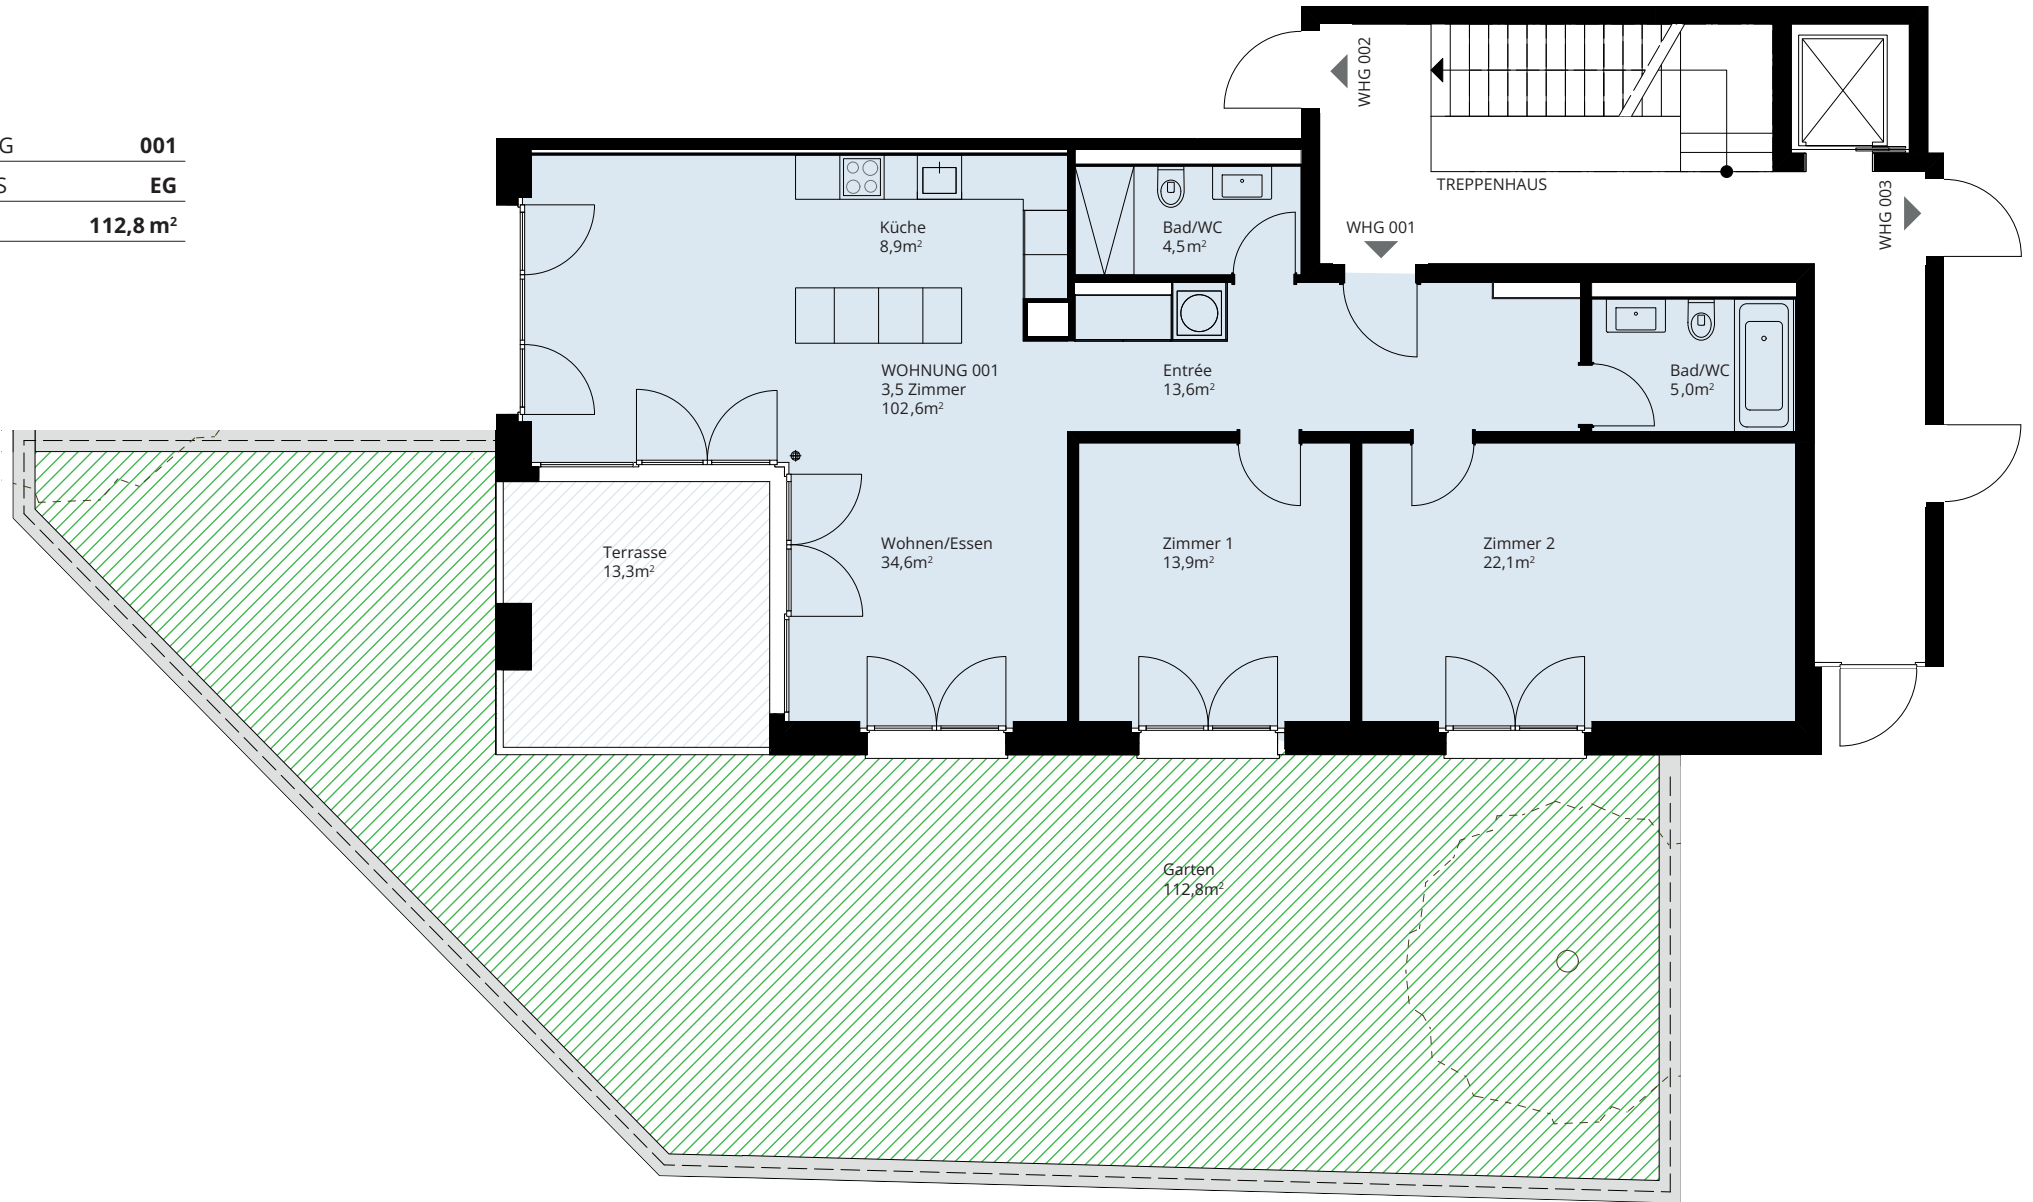 G 001
S EG
112,8 m²
WHG 002
TREPPENHAUS
WHG 003
WHG 001
Küche
8,9m²
Bad/WC
4,5m²
WOHNUNG 001
3,5 Zimmer
102,6m²
Entrée
13,6m²
Bad/WC
5,0m²
Terrasse
13,3m²
Wohnen/Essen
34,6m²
Zimmer 1
13,9m²
Zimmer 2
22,1m²
Garten
112,8m²